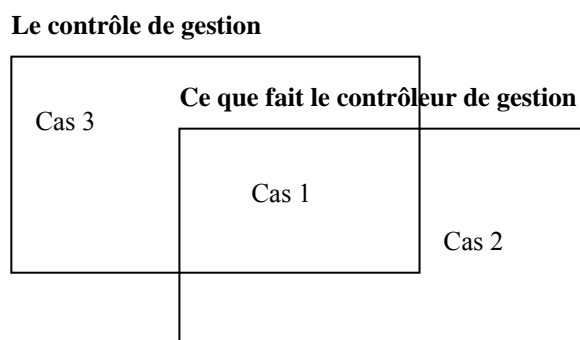 Le contrôle de gestion
Ce que fait le contrôleur de gestion
Cas 3
Cas 1
Cas 2